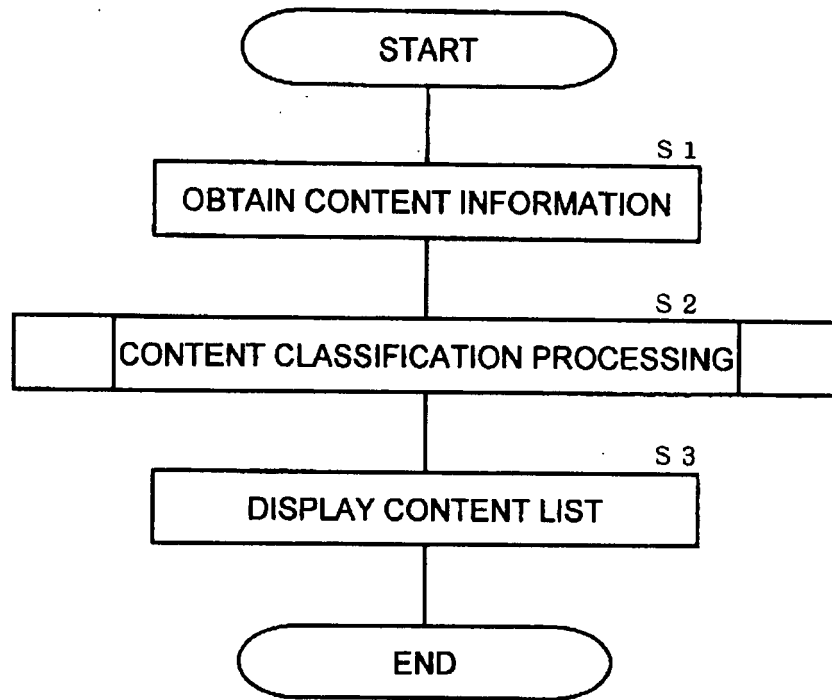 START
S 1
OBTAIN CONTENT INFORMATION
S 2
CONTENT CLASSIFICATION PROCESSING
S 3
DISPLAY CONTENT LIST
END